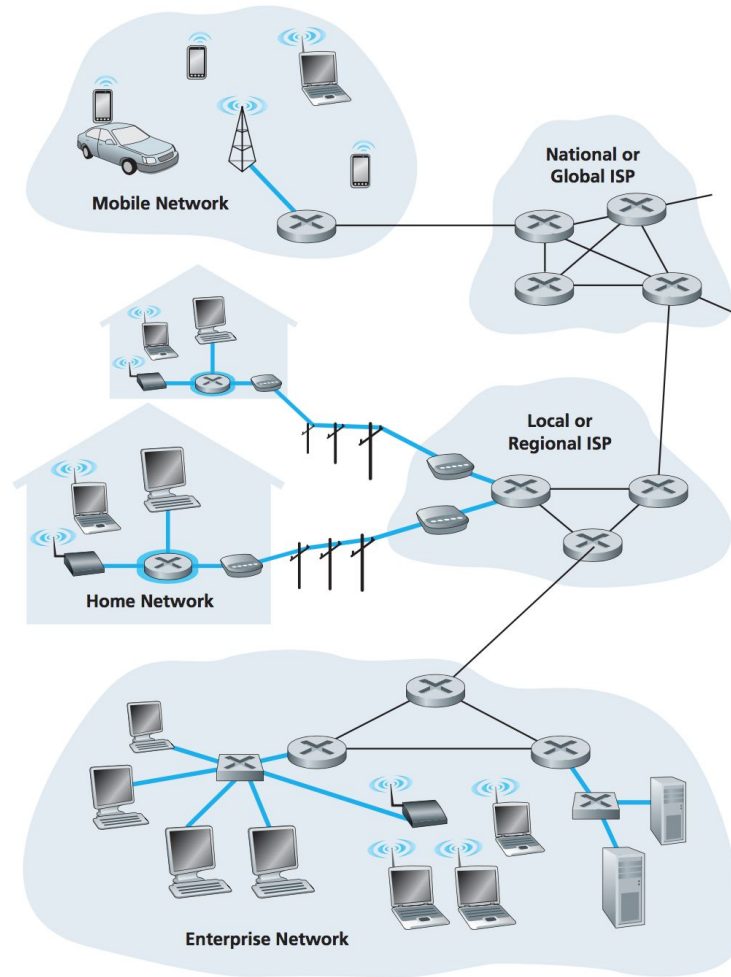 Mobile Network
National or
Global ISP
Local or
Regional ISP
Home Network
Enterprise Network